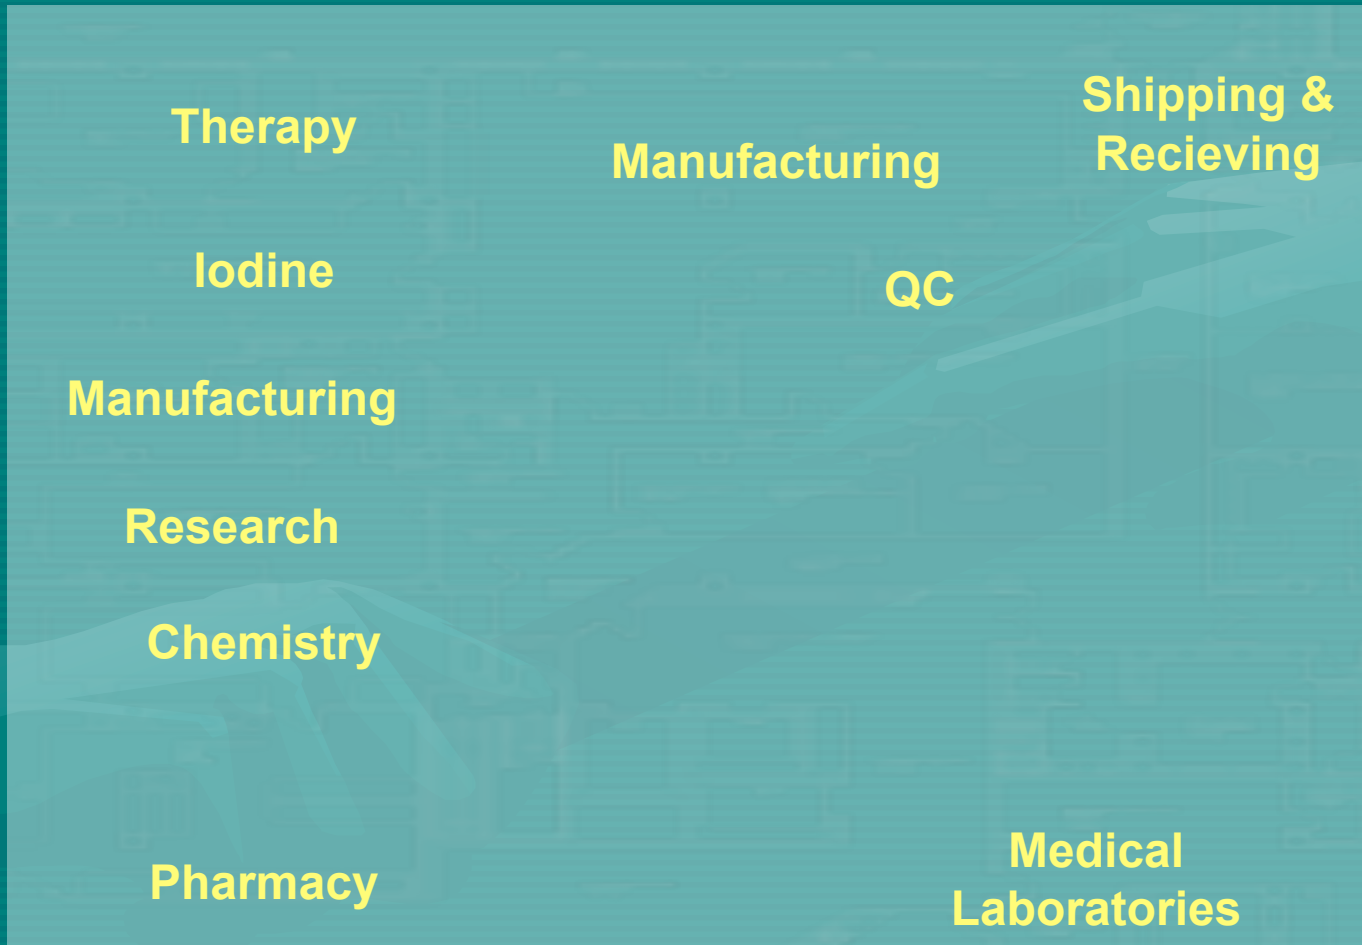 Therapy
Manufacturing
Shipping &
Recieving
Iodine
QC
Manufacturing
Research
Chemistry
Pharmacy
Medical
Laboratories